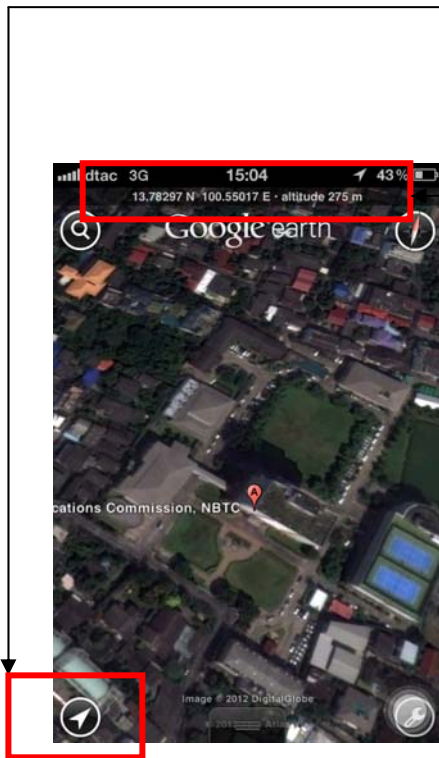 dtac 3G 15:04 43%
13.78297 N 100.55017 E · altitude 275 m
Google earth
A
cations Commission, NBTC
Image © 2012 DigitalGlobe